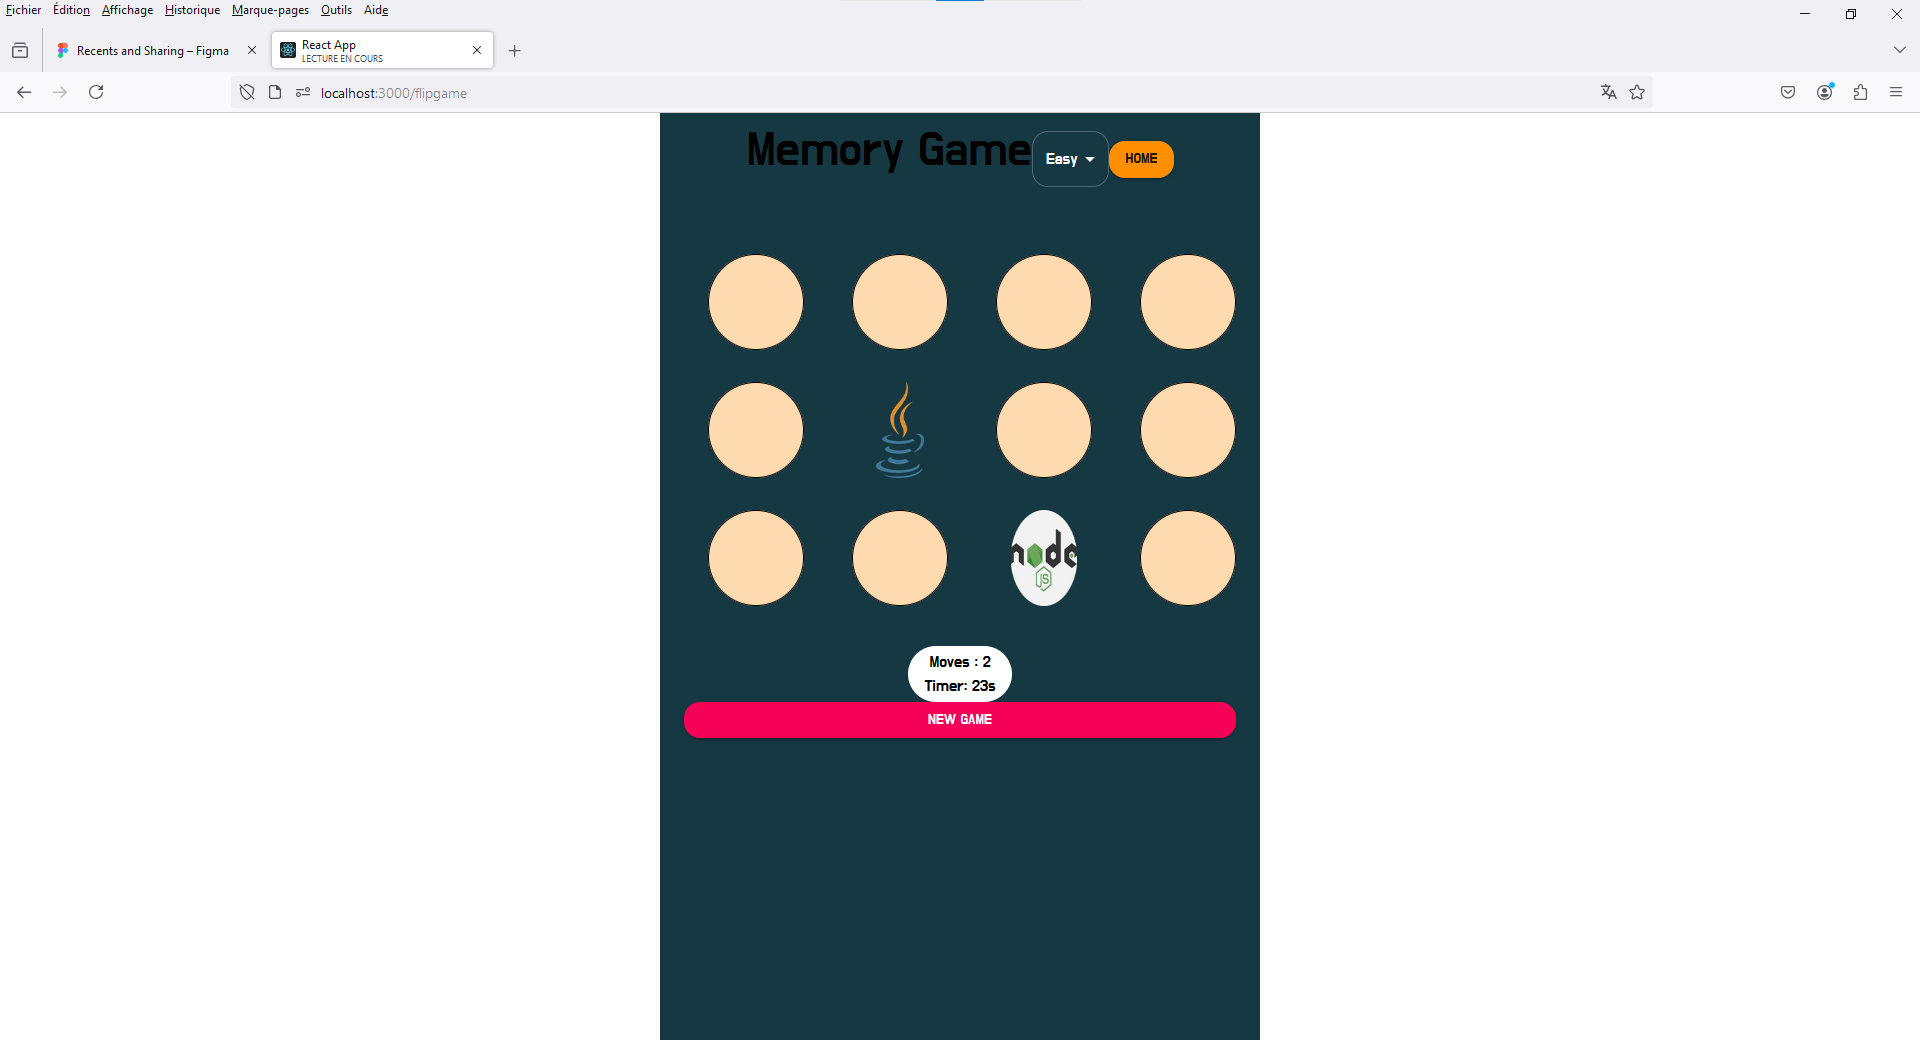 Fichier Édition Affichage Historique Marque-pages Outils Aide
Recents and Sharing – Figma
React App
LECTURE EN COURS
localhost:3000/flipgame
Memory Game
Easy
HOME
node
JS
Moves : 2
Timer: 23s
NEW GAME